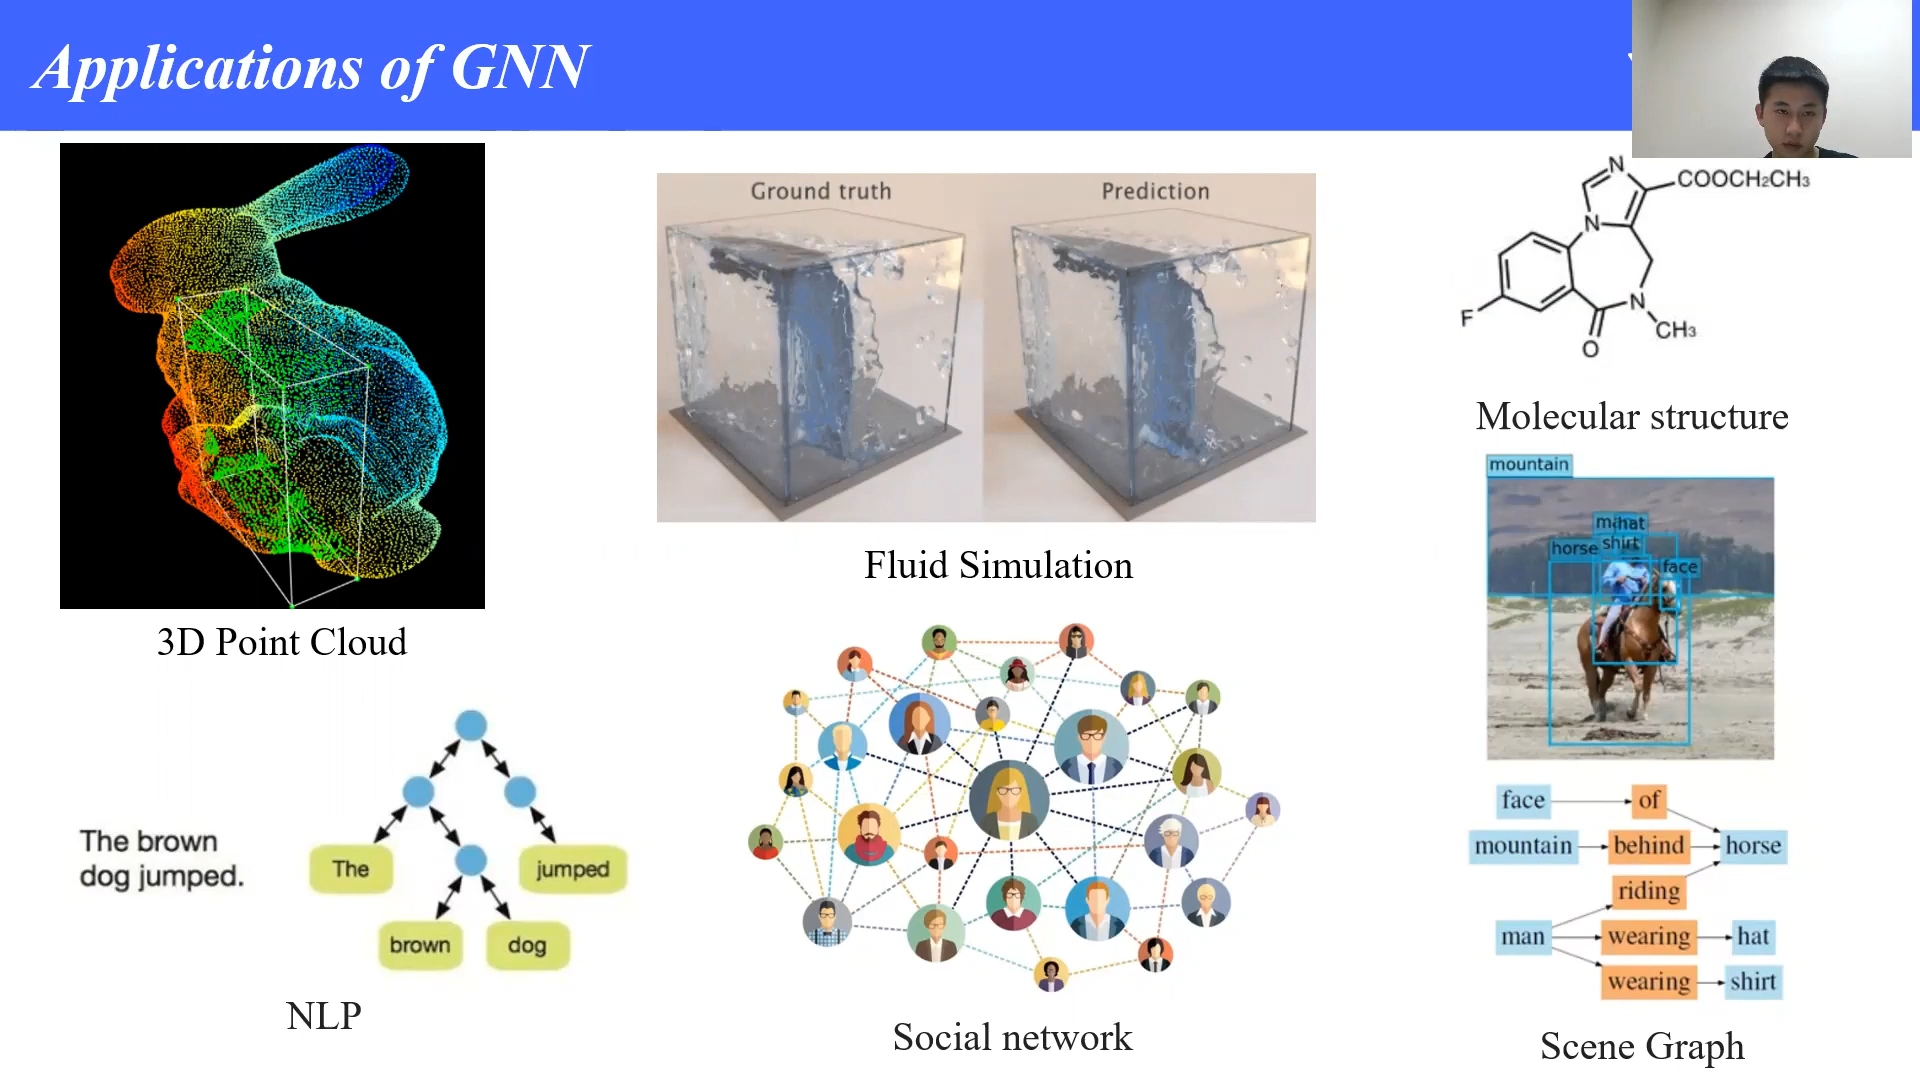 Applications of GNN
3D Point Cloud
Ground truth
Prediction
Fluid Simulation
N
COOCH₂CH₃
N
F
N
CH₃
O
Molecular structure
mountain
hat
shirt
horse
face
The brown
dog jumped.
The
jumped
brown
dog
NLP
Social network
face of
mountain behind horse
riding
man wearing hat
wearing shirt
Scene Graph